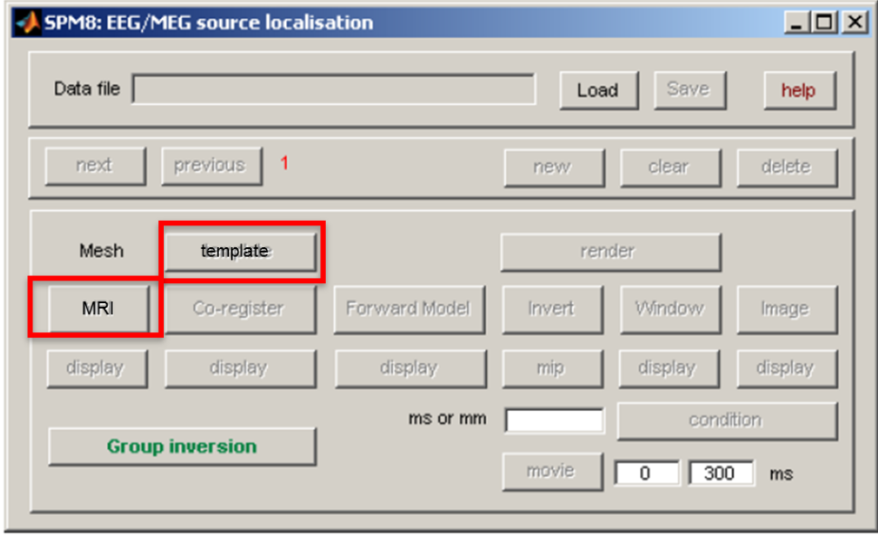 SPM8: EEG/MEG source localisation
Data file Load Save help
next previous 1 new clear delete
Mesh template render
MRI Co-register Forward Model Invert Window Image
display display display mip display display
ms or mm condition
Group inversion
movie 0 300 ms